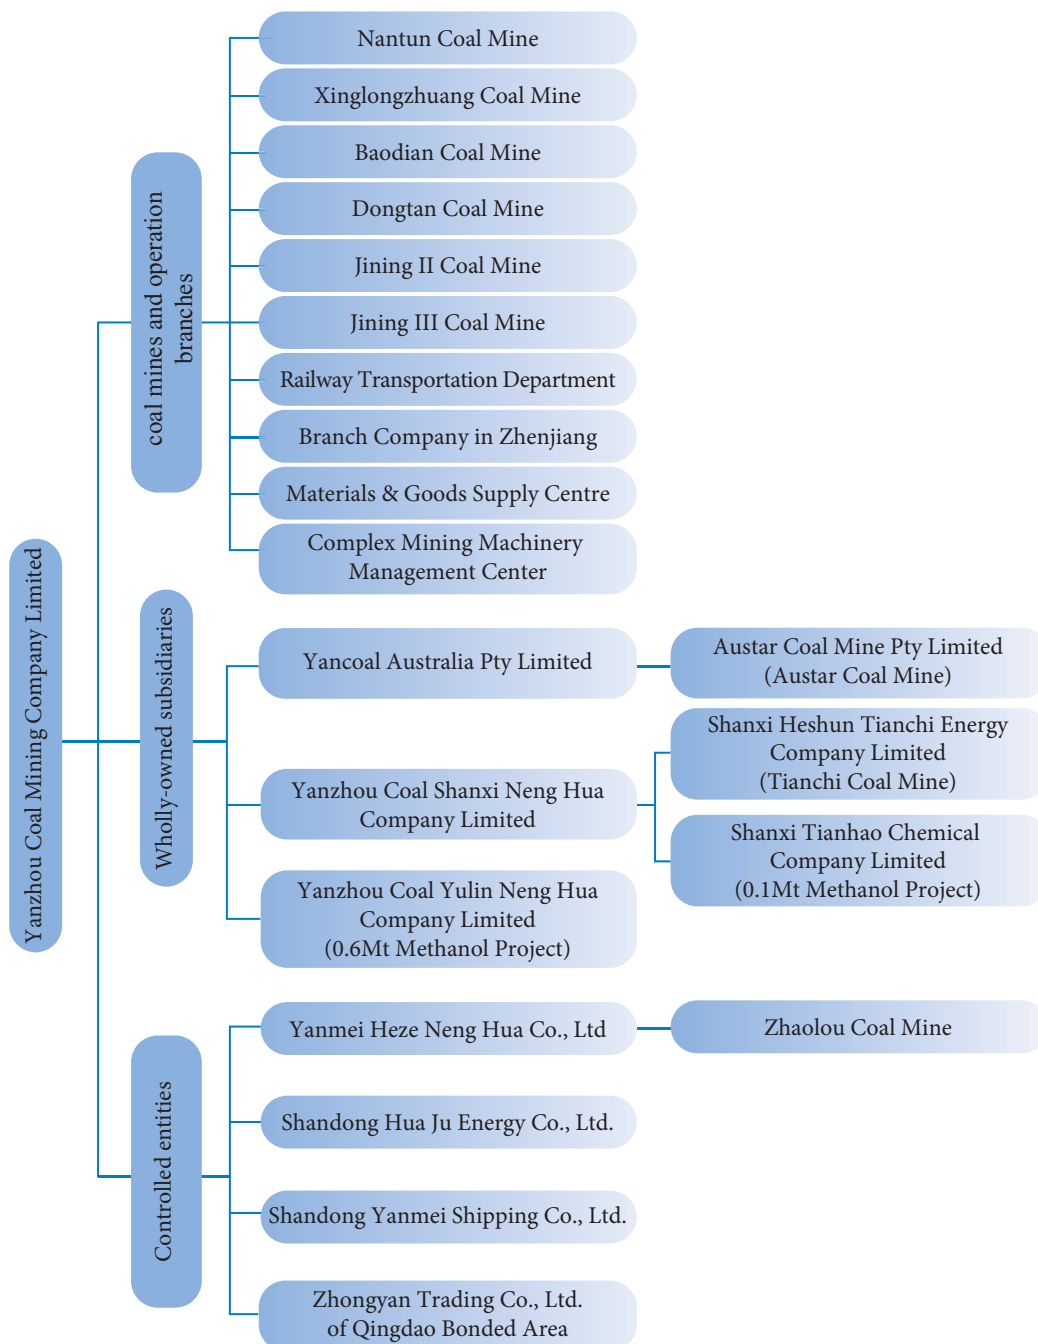 Yanzhou Coal Mining Company Limited
coal mines and operation
branches
Nantun Coal Mine
Xinglongzhuang Coal Mine
Baodian Coal Mine
Dongtan Coal Mine
Jining II Coal Mine
Jining III Coal Mine
Railway Transportation Department
Branch Company in Zhenjiang
Materials & Goods Supply Centre
Complex Mining Machinery
Management Center
Wholly-owned subsidiaries
Yancoal Australia Pty Limited
Austar Coal Mine Pty Limited
(Austar Coal Mine)
Yanzhou Coal Shanxi Neng Hua
Company Limited
Shanxi Heshun Tianchi Energy
Company Limited
(Tianchi Coal Mine)
Shanxi Tianhao Chemical
Company Limited
(0.1Mt Methanol Project)
Yanzhou Coal Yulin Neng Hua
Company Limited
(0.6Mt Methanol Project)
Controlled entities
Yanmei Heze Neng Hua Co., Ltd
Zhaolou Coal Mine
Shandong Hua Ju Energy Co., Ltd.
Shandong Yanmei Shipping Co., Ltd.
Zhongyan Trading Co., Ltd.
of Qingdao Bonded Area